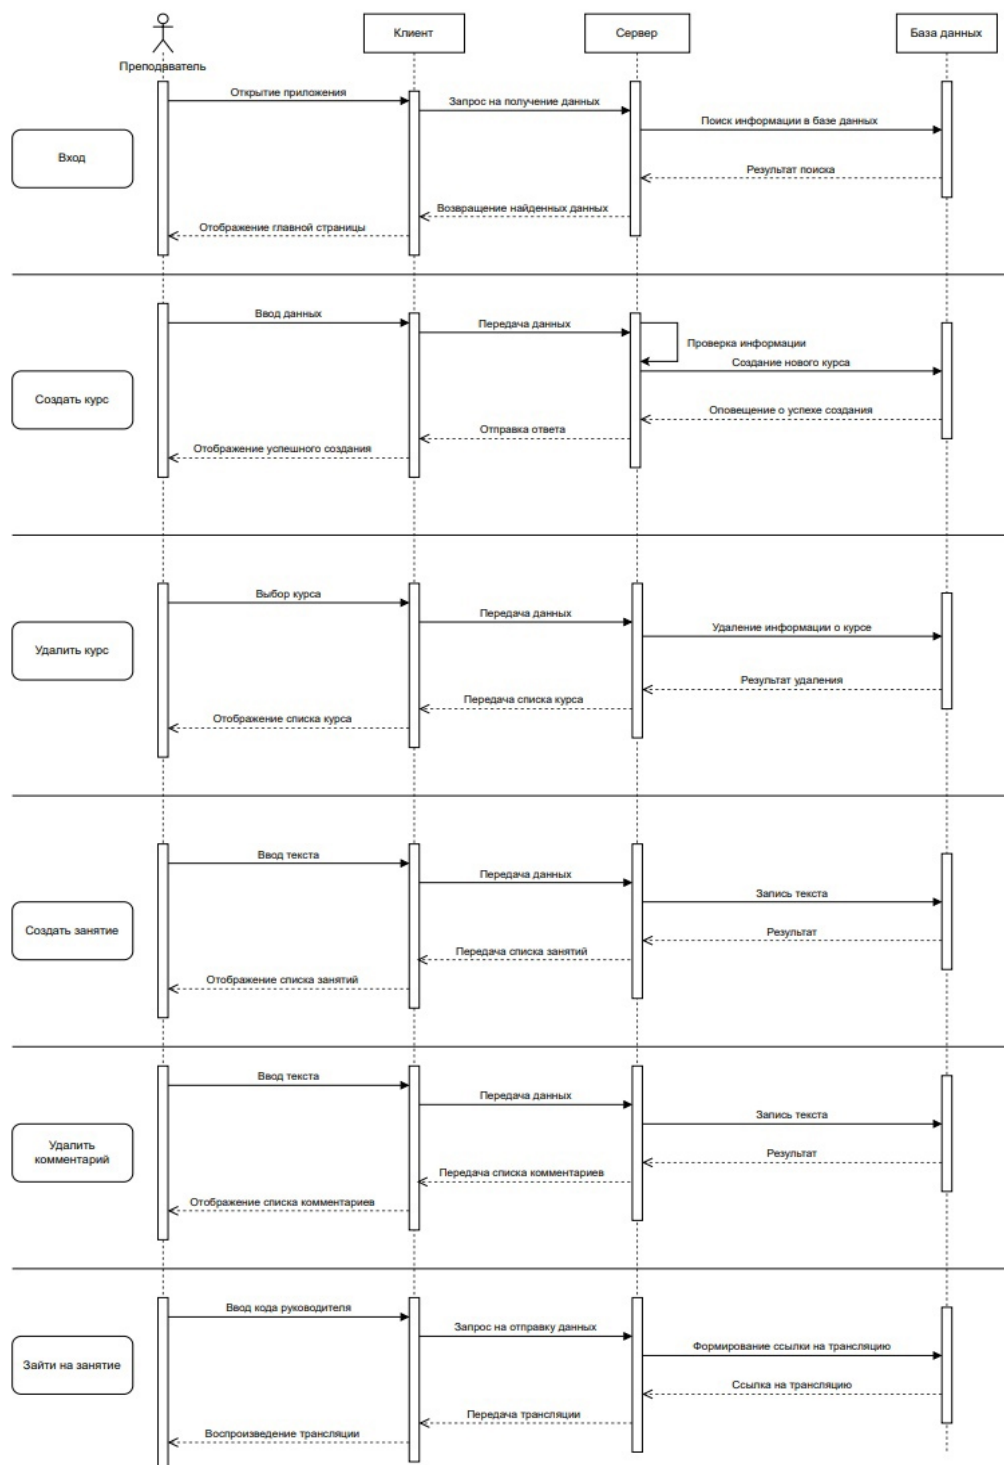 Преподаватель
Клиент
Сервер
База данных
Вход
Открытие приложения
Запрос на получение данных
Поиск информации в базе данных
Результат поиска
Возвращение найденных данных
Отображение главной страницы
Создать курс
Ввод данных
Передача данных
Проверка информации
Создание нового курса
Оповещение о успехе создания
Отправка ответа
Отображение успешного создания
Удалить курс
Выбор курса
Передача данных
Удаление информации о курсе
Результат удаления
Передача списка курса
Отображение списка курса
Создать занятие
Ввод текста
Передача данных
Запись текста
Результат
Передача списка занятий
Отображение списка занятий
Удалить
комментарий
Ввод текста
Передача данных
Запись текста
Результат
Передача списка комментариев
Отображение списка комментариев
Зайти на занятие
Ввод кода руководителя
Запрос на отправку данных
Формирование ссылки на трансляцию
Ссылка на трансляцию
Передача трансляции
Воспроизведение трансляции